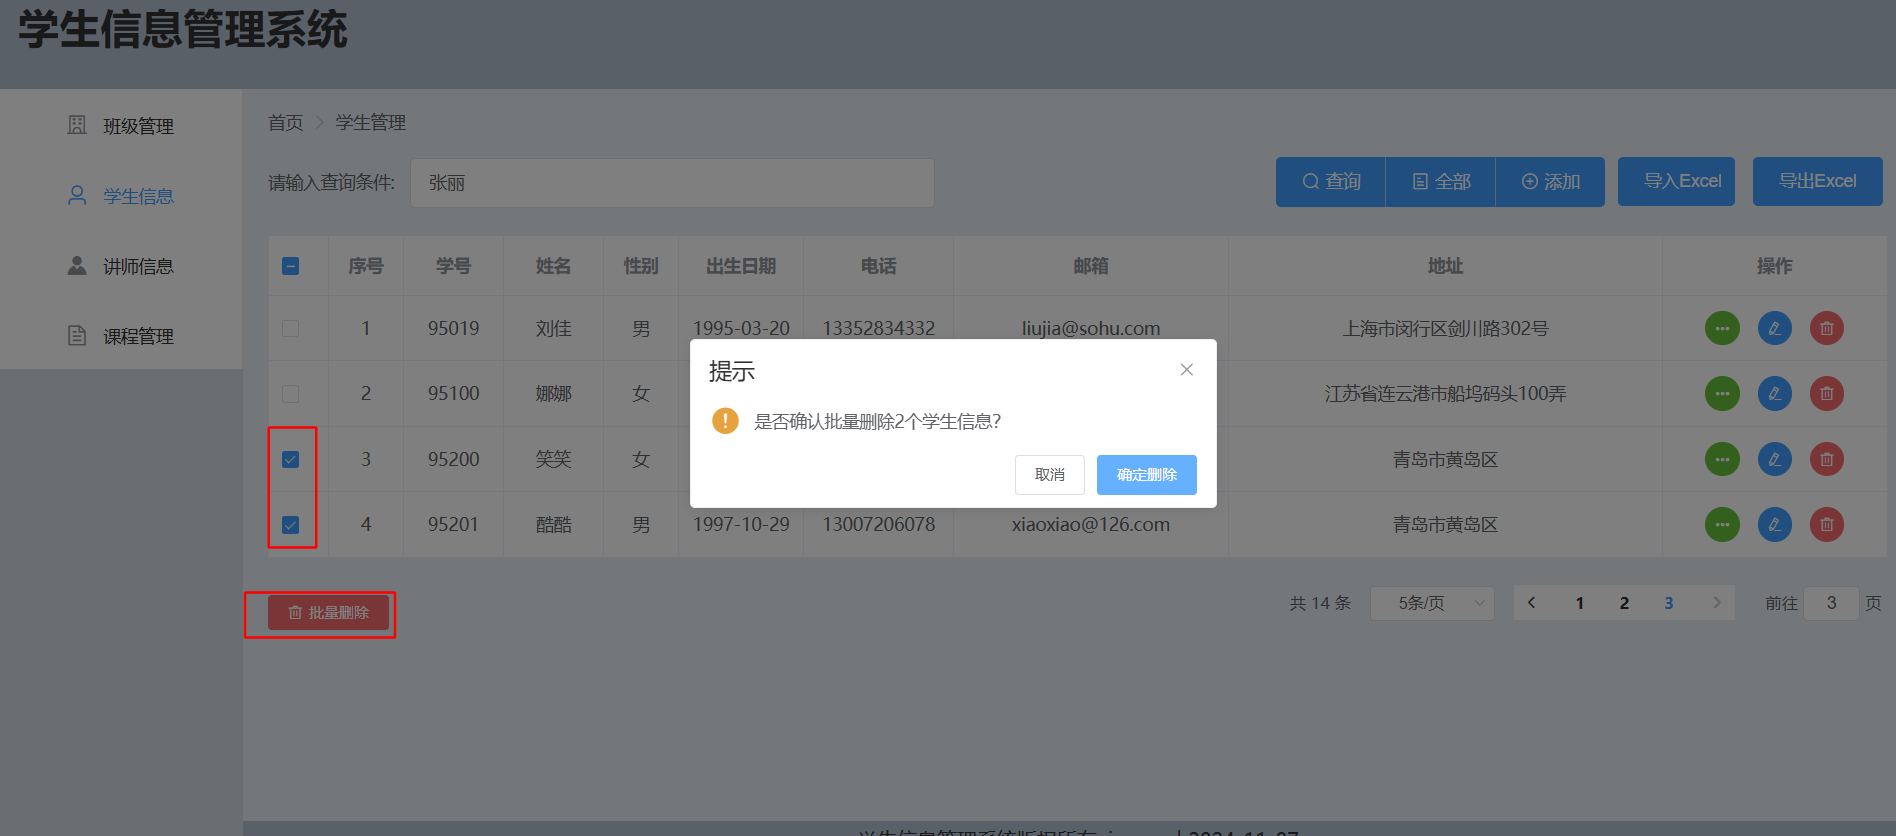 学生信息管理系统
班级管理
学生信息
讲师信息
课程管理
首页 学生管理
请输入查询条件: 张丽 查询 全部 添加 导入Excel 导出Excel
序号 学号 姓名 性别 出生日期 电话 邮箱 地址 操作
1 95019 刘佳 男 1995-03-20 13352834332 liujia@sohu.com 上海市闵行区剑川路302号
2 95100 娜娜 女 江苏省连云港市船坞码头100弄
3 95200 笑笑 女 青岛市黄岛区
4 95201 酷酷 男 1997-10-29 13007206078 xiaoxiao@126.com 青岛市黄岛区
提示
是否确认批量删除2个学生信息?
取消 确定删除
批量删除 共 14 条 5条/页 1 2 3 前往 3 页